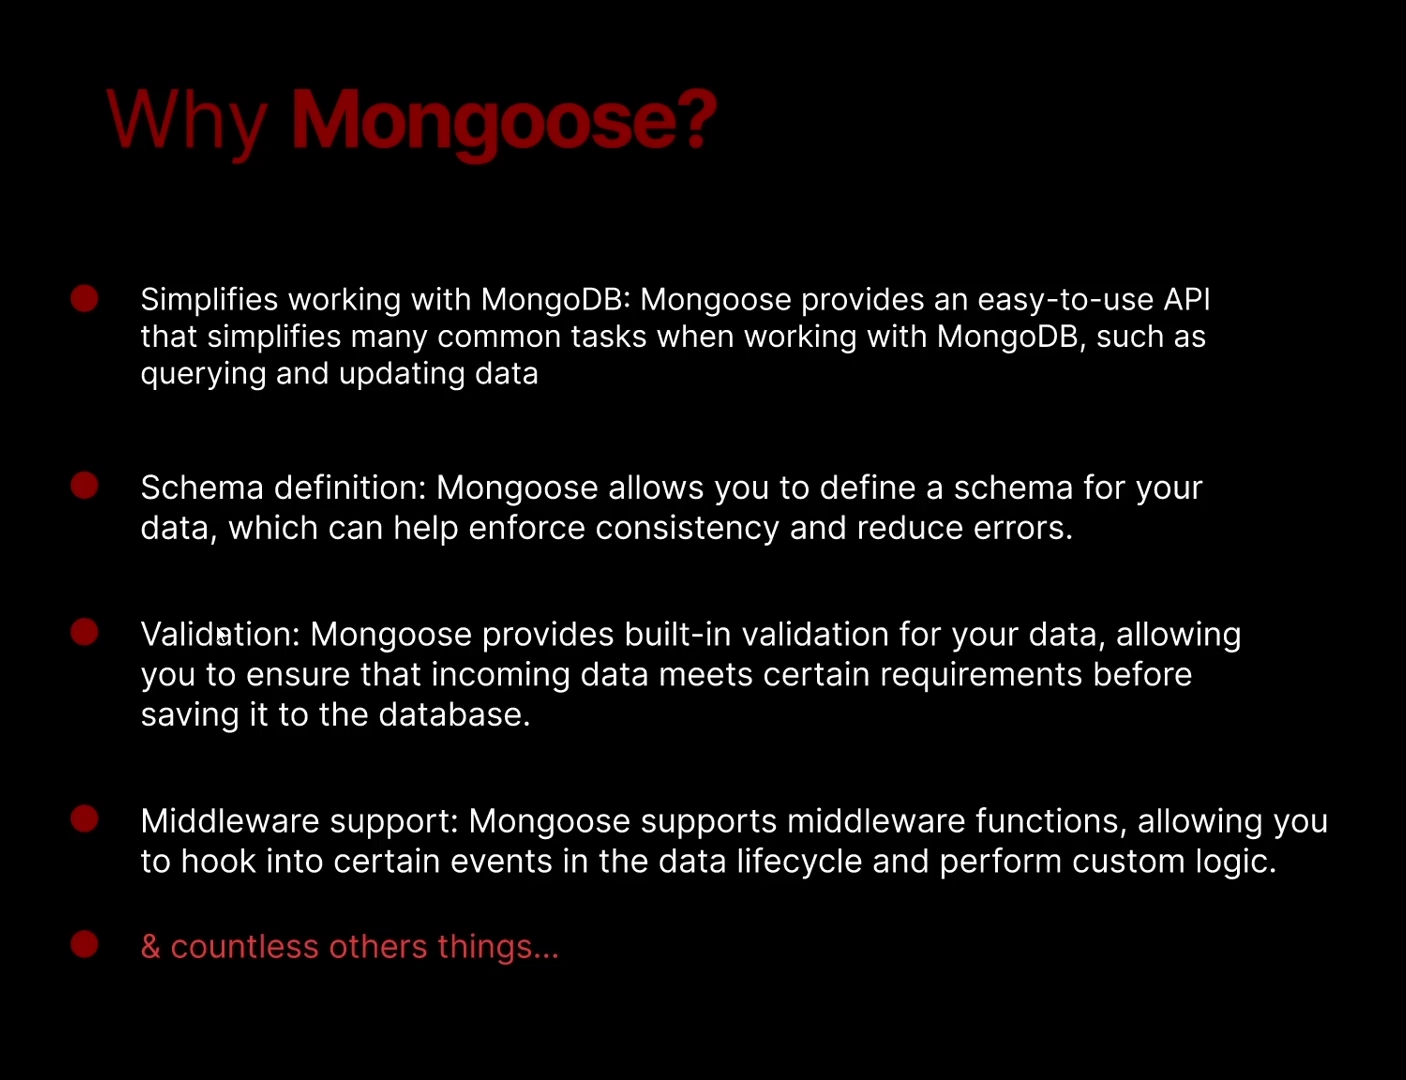 Why Mongoose?
Simplifies working with MongoDB: Mongoose provides an easy-to-use API
that simplifies many common tasks when working with MongoDB, such as
querying and updating data
Schema definition: Mongoose allows you to define a schema for your
data, which can help enforce consistency and reduce errors.
Validation: Mongoose provides built-in validation for your data, allowing
you to ensure that incoming data meets certain requirements before
saving it to the database.
Middleware support: Mongoose supports middleware functions, allowing you
to hook into certain events in the data lifecycle and perform custom logic.
& countless others things...